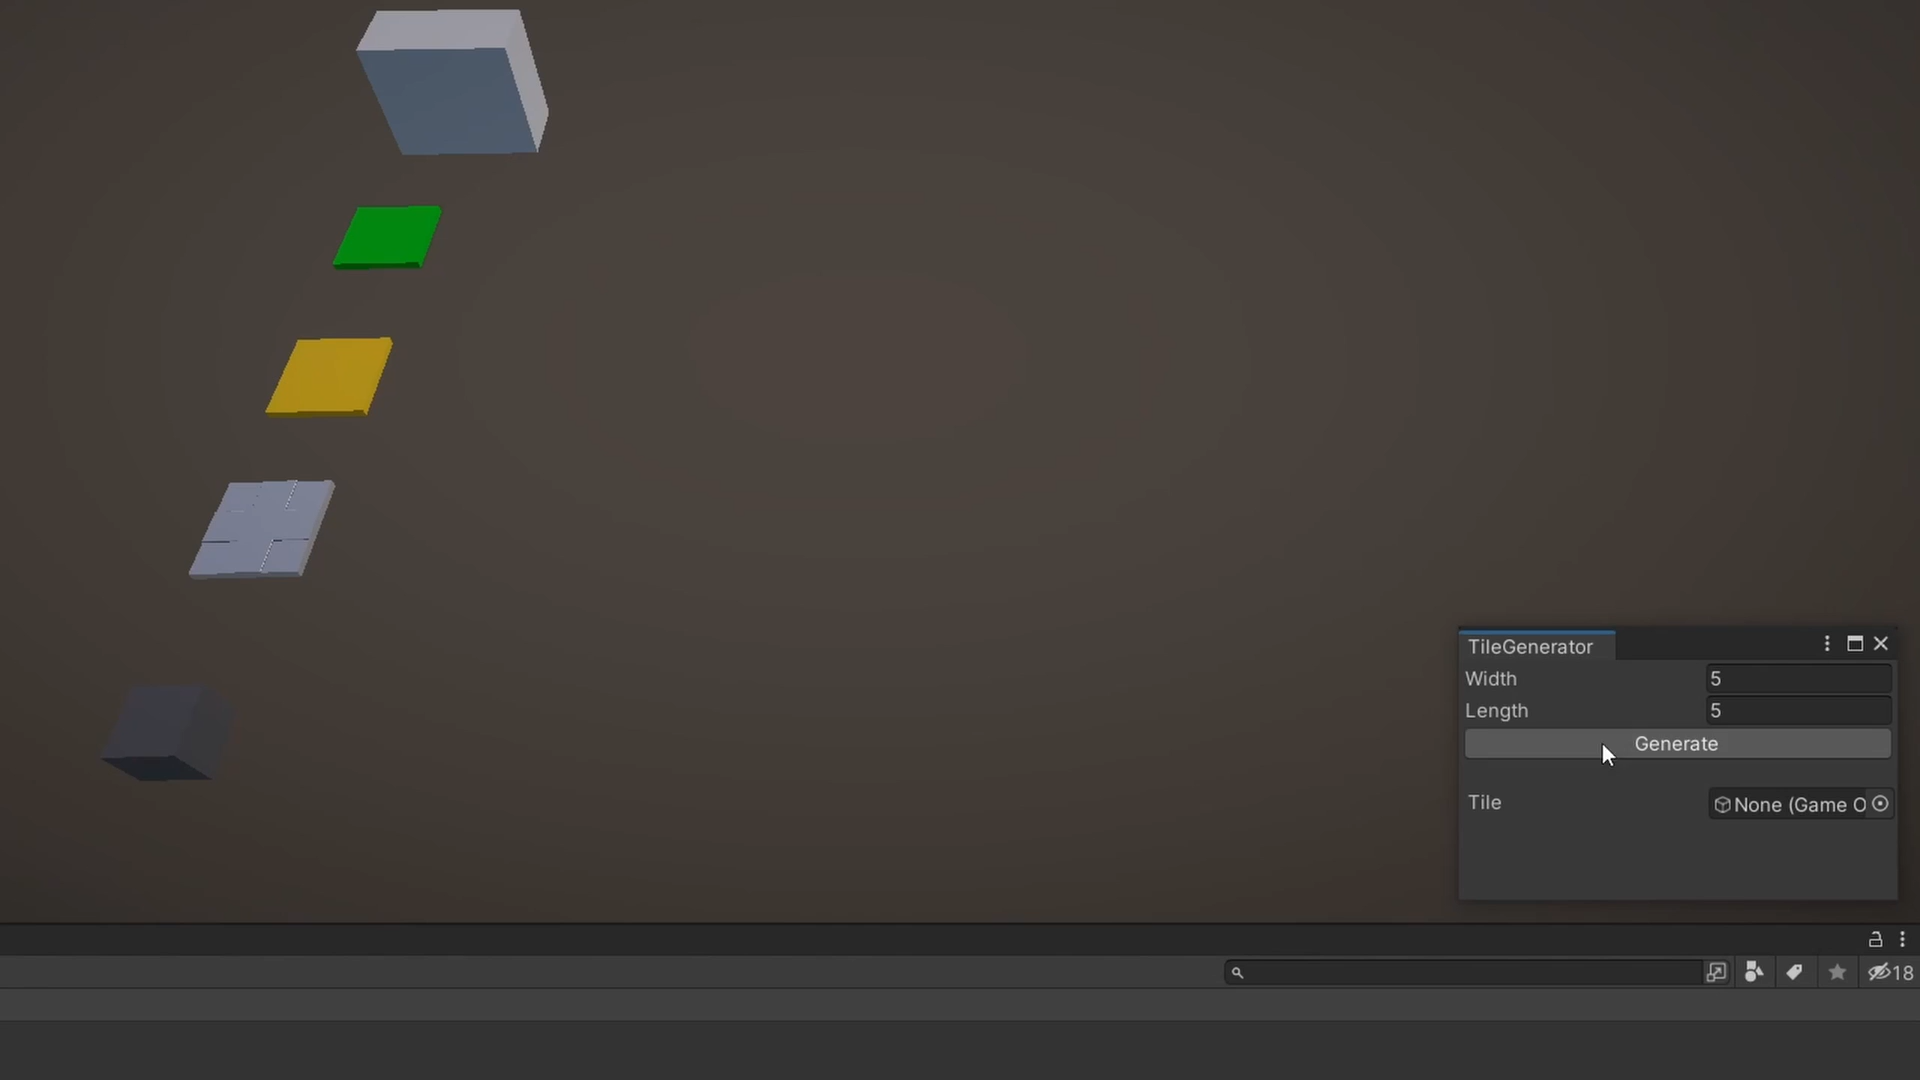 TileGenerator
Width 5
Length 5
Generate
Tile None (Game O
18